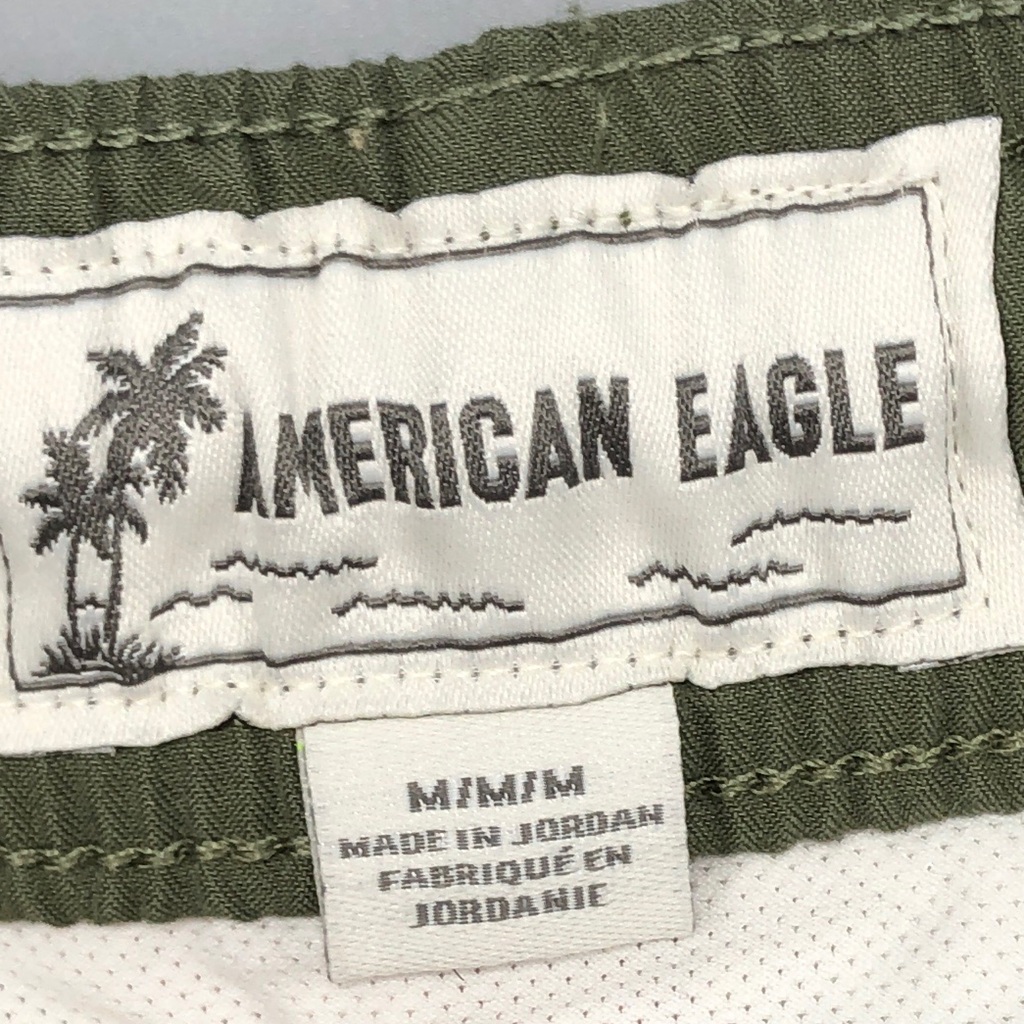 AMERICAN EAGLE
M/M/M
MADE IN JORDAN
FABRIQUÉ EN
JORDANIE